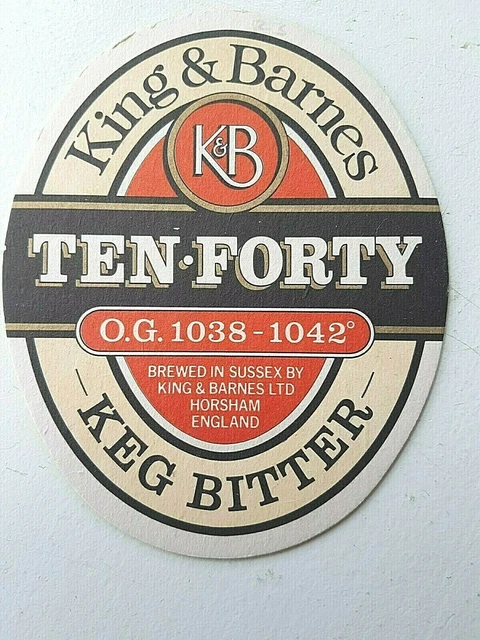 King & Barnes
K&B
TEN·FORTY
O.G. 1038 - 1042°
BREWED IN SUSSEX BY
KING & BARNES LTD
HORSHAM
ENGLAND
– KEG BITTER –